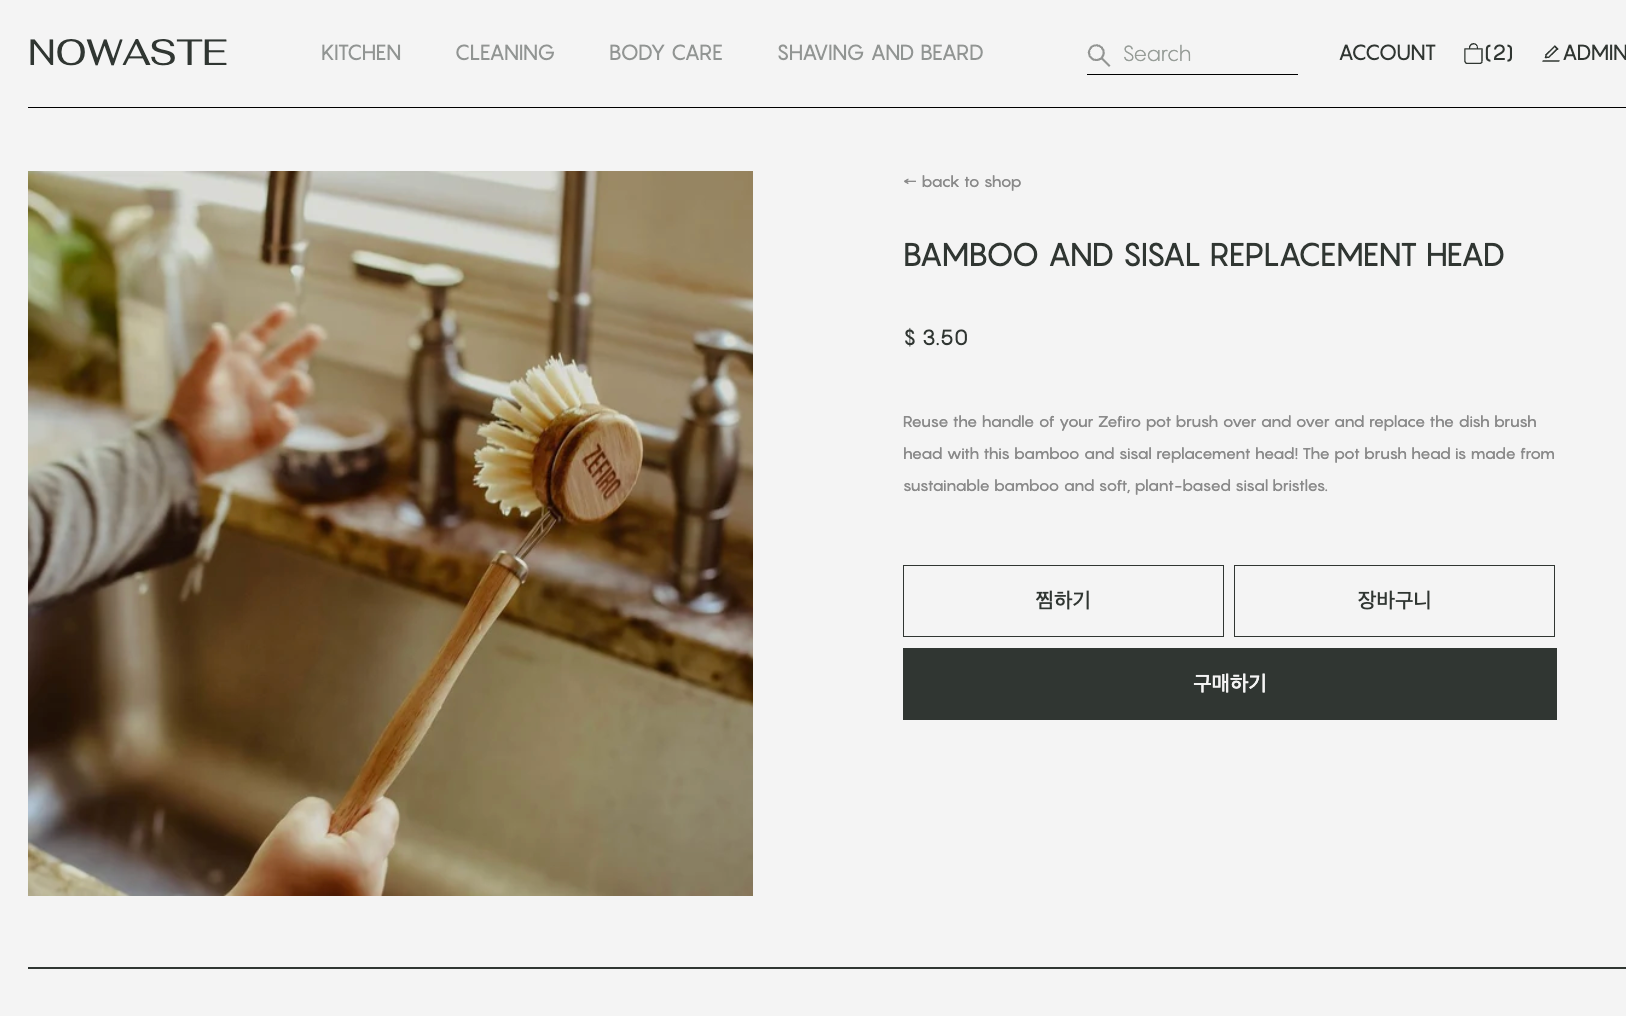 NOWASTE KITCHEN CLEANING BODY CARE SHAVING AND BEARD Search ACCOUNT (2) ADMIN
← back to shop
BAMBOO AND SISAL REPLACEMENT HEAD
$ 3.50
Reuse the handle of your Zefiro pot brush over and over and replace the dish brush
head with this bamboo and sisal replacement head! The pot brush head is made from
sustainable bamboo and soft, plant-based sisal bristles.
찜하기 장바구니
구매하기
ZEFIRO